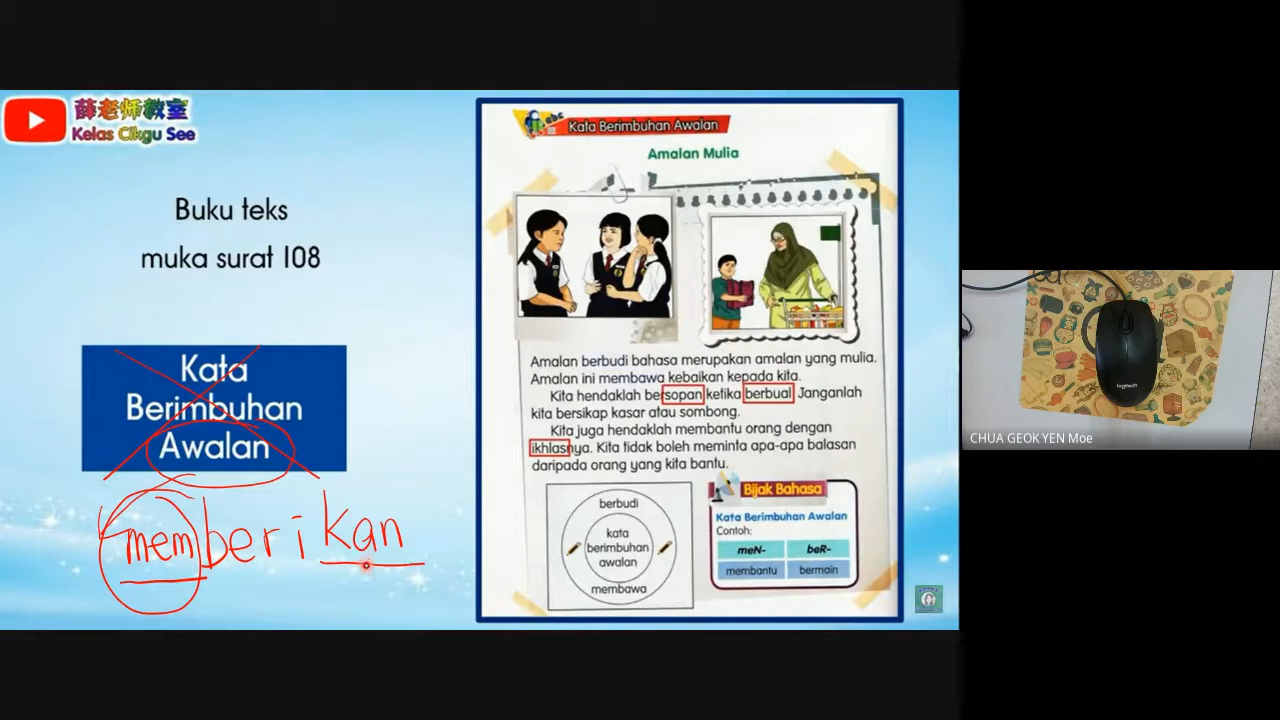 薛老师教室
Kelas Cikgu See
Buku teks
muka surat 108
Kata
Berimbuhan
Awalan
memberikan
abc
Kata Berimbuhan Awalan
Amalan Mulia
Amalan berbudi bahasa merupakan amalan yang mulia.
Amalan ini membawa kebaikan kepada kita.
Kita hendaklah bersopan ketika berbual. Janganlah
kita bersikap kasar atau sombong.
Kita juga hendaklah membantu orang dengan
ikhlasnya. Kita tidak boleh meminta apa-apa balasan
daripada orang yang kita bantu.
berbudi
kata
berimbuhan
awalan
membawa
Bijak Bahasa
Kata Berimbuhan Awalan
Contoh:
meN- beR-
membantu bermain
logitech
CHUA GEOK YEN Moe